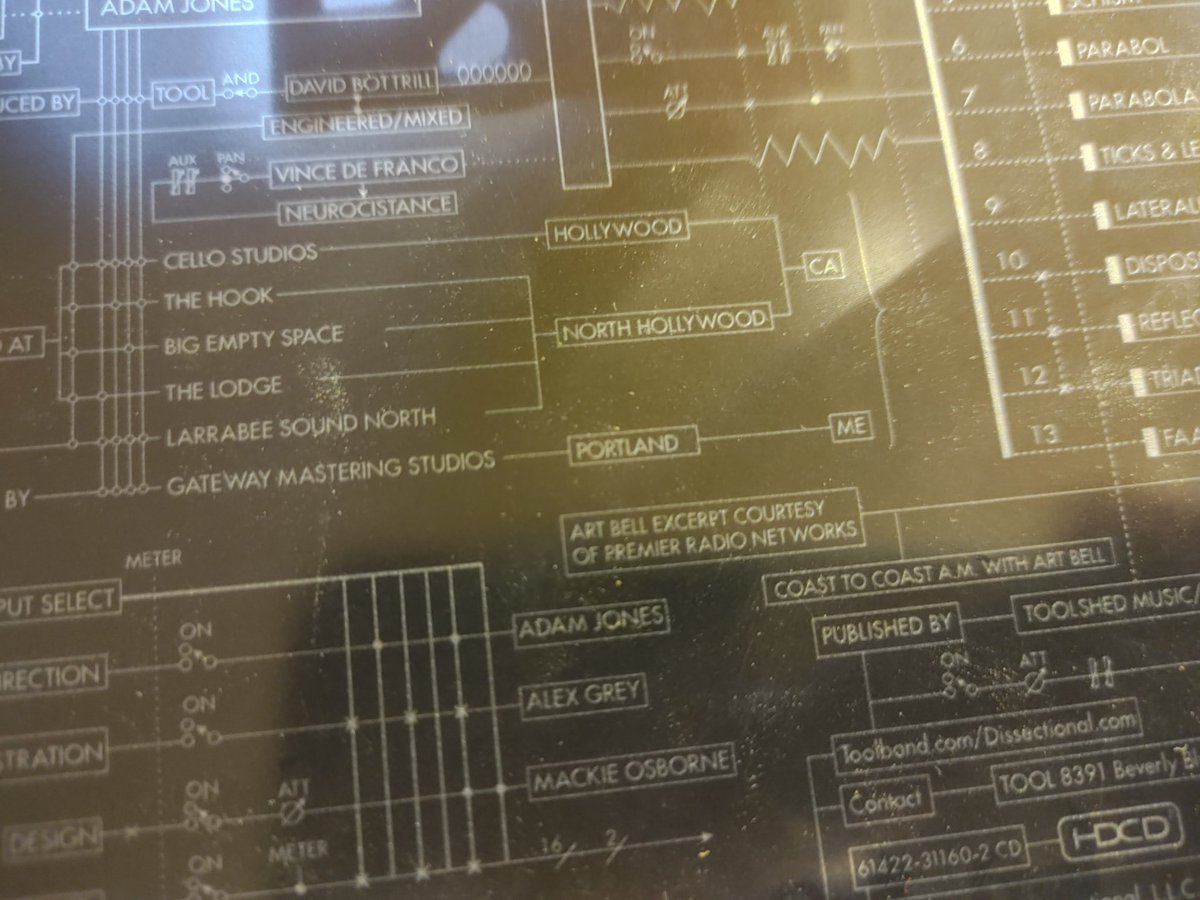 ADAM JONES
BY
UCED BY
TOOL
AND
DAVID BOTTRILL
000000
ENGINEERED/MIXED
AUX
PAN
VINCE DE FRANCO
NEUROCISTANCE
CELLO STUDIOS
HOLLYWOOD
CA
THE HOOK
BIG EMPTY SPACE
NORTH HOLLYWOOD
AT
THE LODGE
LARRABEE SOUND NORTH
BY
GATEWAY MASTERING STUDIOS
PORTLAND
ME
ON
AUX
PAN
ATT
SCHISM
6
PARABOL
7
PARABOLA
8
TICKS & LE
9
LATERALU
10
DISPOS
11
REFLEC
12
TRIAD
13
FAA
ART BELL EXCERPT COURTESY
OF PREMIER RADIO NETWORKS
COAST TO COAST A.M. WITH ART BELL
METER
PUT SELECT
ON
RECTION
ADAM JONES
ON
STRATION
ALEX GREY
ON
ATT
DESIGN
MACKIE OSBORNE
ON
METER
16/ 2/
PUBLISHED BY
TOOLSHED MUSIC/
ON
ATT
Toolband.com/Dissectional.com
Contact
TOOL 8391 Beverly Bl
61422-31160-2 CD
HDCD
L.L.C